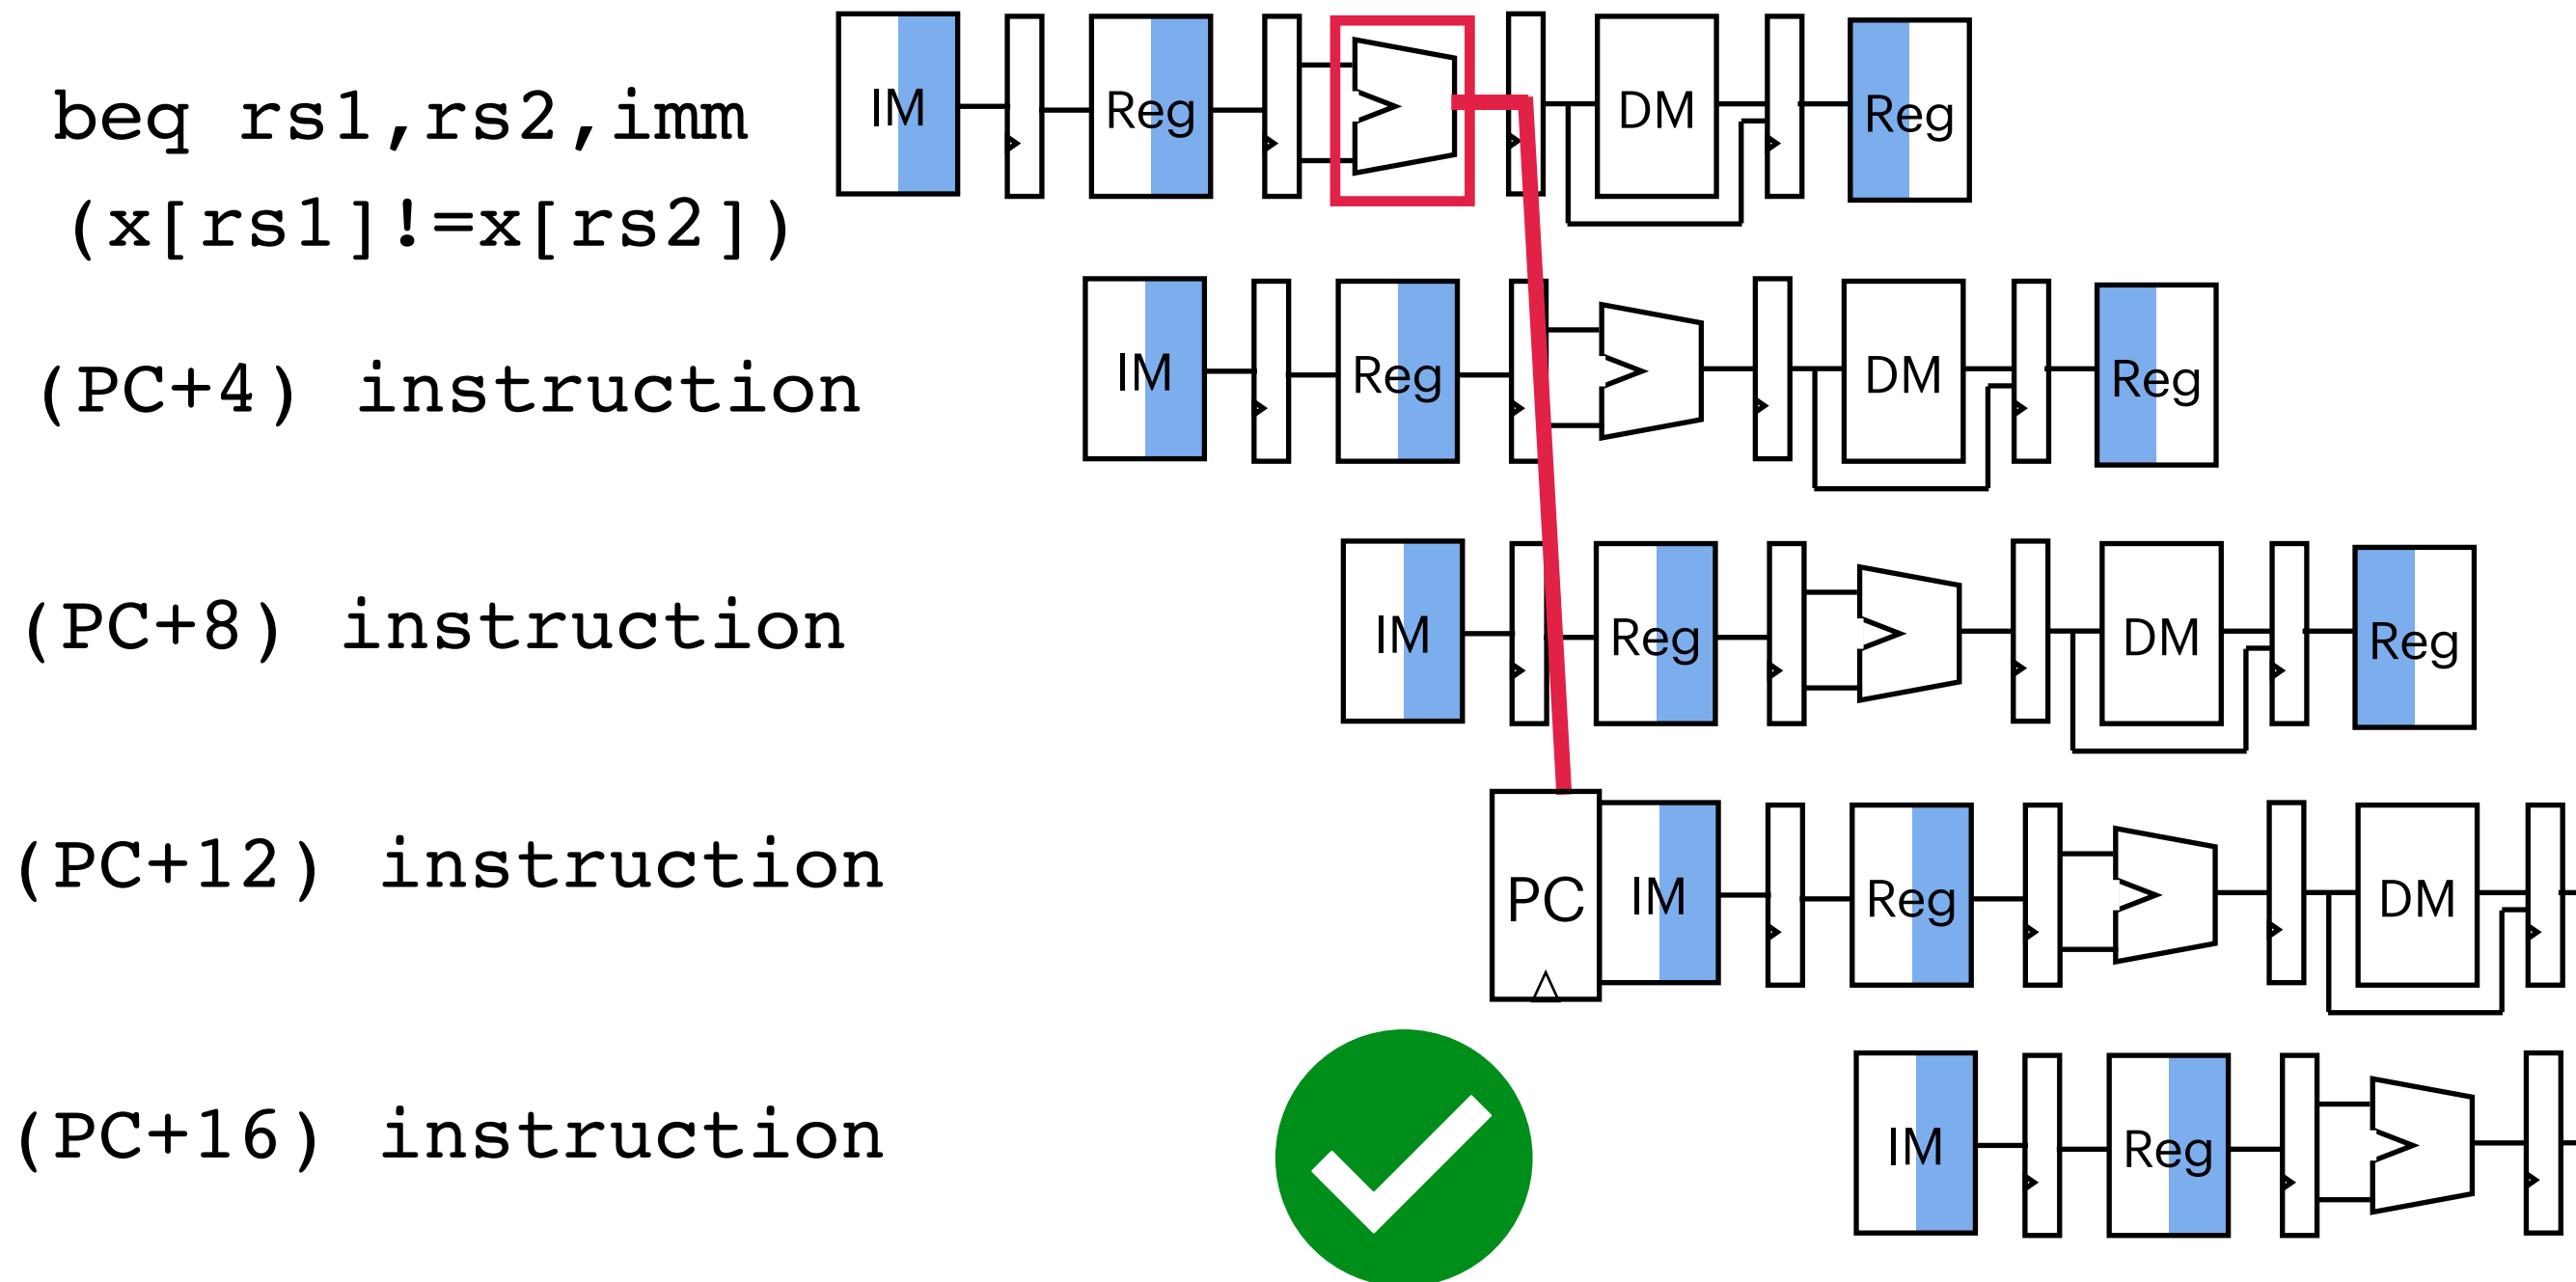 beq rs1,rs2,imm
(x[rs1]!=x[rs2])
IM Reg DM Reg
(PC+4) instruction
IM Reg DM Reg
(PC+8) instruction
IM Reg DM Reg
(PC+12) instruction
PC IM Reg DM
(PC+16) instruction
IM Reg